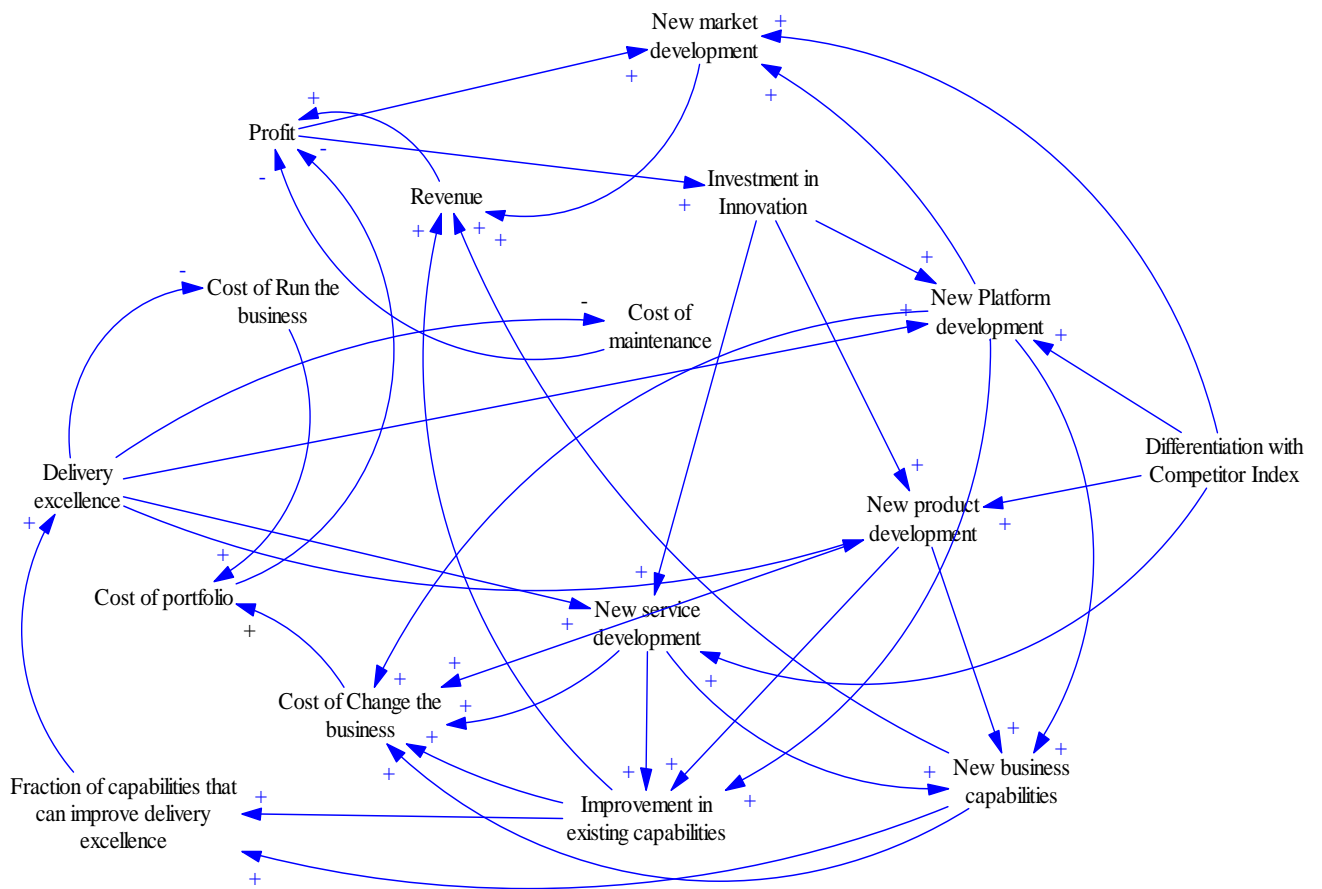 New market
development
+
+
+
+
Profit
-
-
Revenue
+
+
+
Investment in
Innovation
+
-
Cost of Run the
business
-
Cost of
maintenance
+
+
New Platform
development
+
Differentiation with
Competitor Index
Delivery
excellence
+
+
New product
development
+
+
Cost of portfolio
+
+
New service
development
+
+
+
+
+
Cost of Change the
business
+
+
+
Fraction of capabilities that
can improve delivery
excellence
+
+
+
+
+
Improvement in
existing capabilities
+
+
+
New business
capabilities